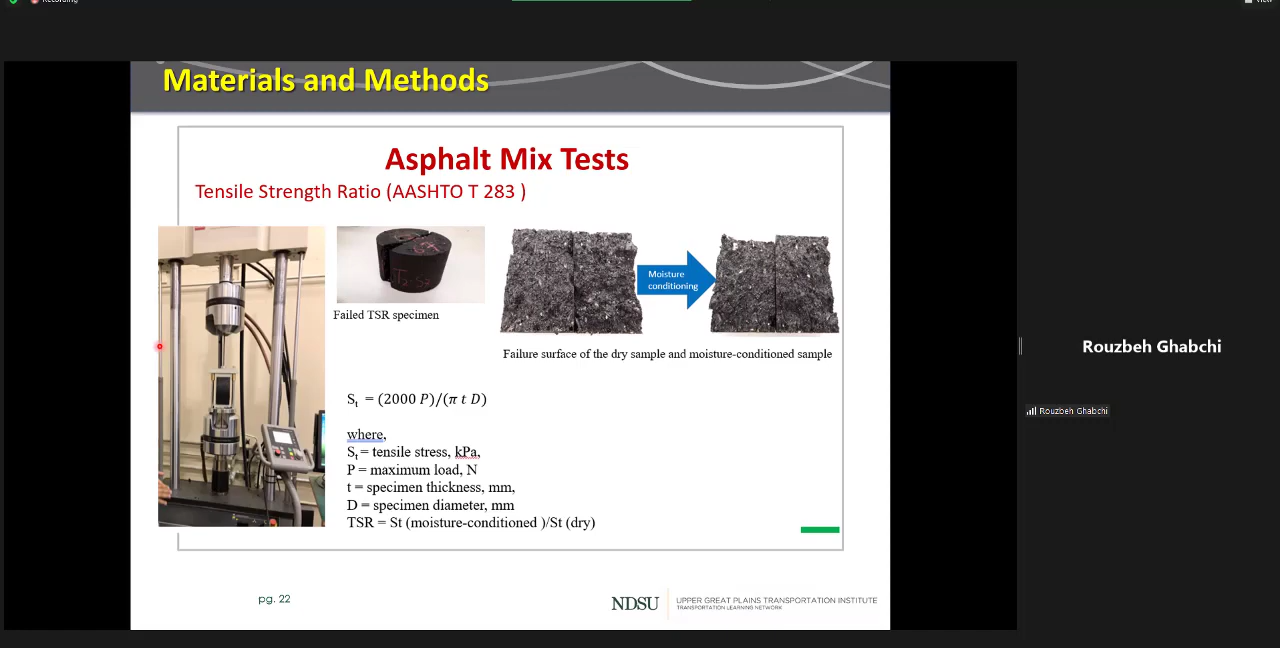 Recording
View
Materials and Methods
Asphalt Mix Tests
Tensile Strength Ratio (AASHTO T 283 )
Moisture
conditioning
Failed TSR specimen
Failure surface of the dry sample and moisture-conditioned sample
St = (2000 P)/(π t D)
where,
St = tensile stress, kPa,
P = maximum load, N
t = specimen thickness, mm,
D = specimen diameter, mm
TSR = St (moisture-conditioned )/St (dry)
pg. 22
NDSU
UPPER GREAT PLAINS TRANSPORTATION INSTITUTE
TRANSPORTATION LEARNING NETWORK
Rouzbeh Ghabchi
Rouzbeh Ghabchi